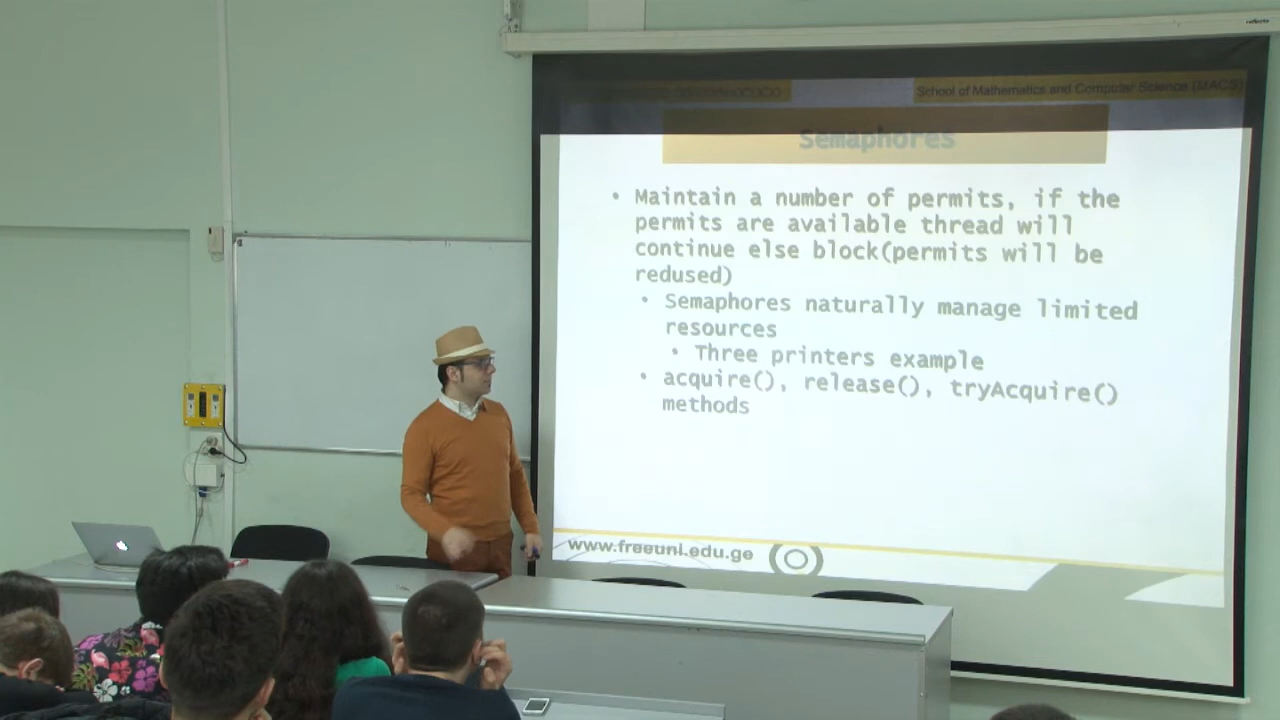 reflecta
School of Mathematics and Computer Science (MACS)
Semaphores
• Maintain a number of permits, if the
permits are available thread will
continue else block(permits will be
redused)
• Semaphores naturally manage limited
resources
• Three printers example
• acquire(), release(), tryAcquire()
methods
www.freeuni.edu.ge